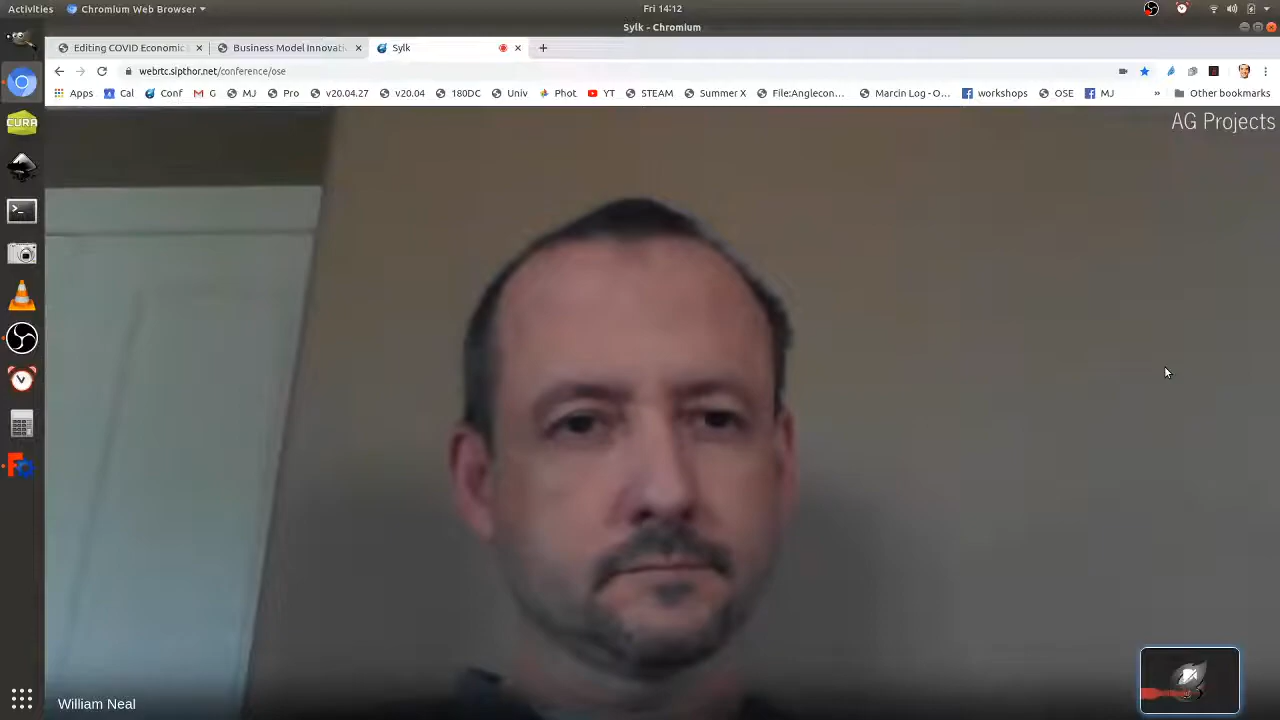 Activities
Chromium Web Browser
Fri 14:12
Sylk - Chromium
Editing COVID Economic
Business Model Innovati
Sylk
webrtc.sipthor.net/conference/ose
Apps
Cal
Conf
G
MJ
Pro
v20.04.27
v20.04
180DC
Univ
Phot
YT
STEAM
Summer X
File:Anglecon...
Marcin Log - O...
workshops
OSE
MJ
»
Other bookmarks
CURA
AG Projects
William Neal